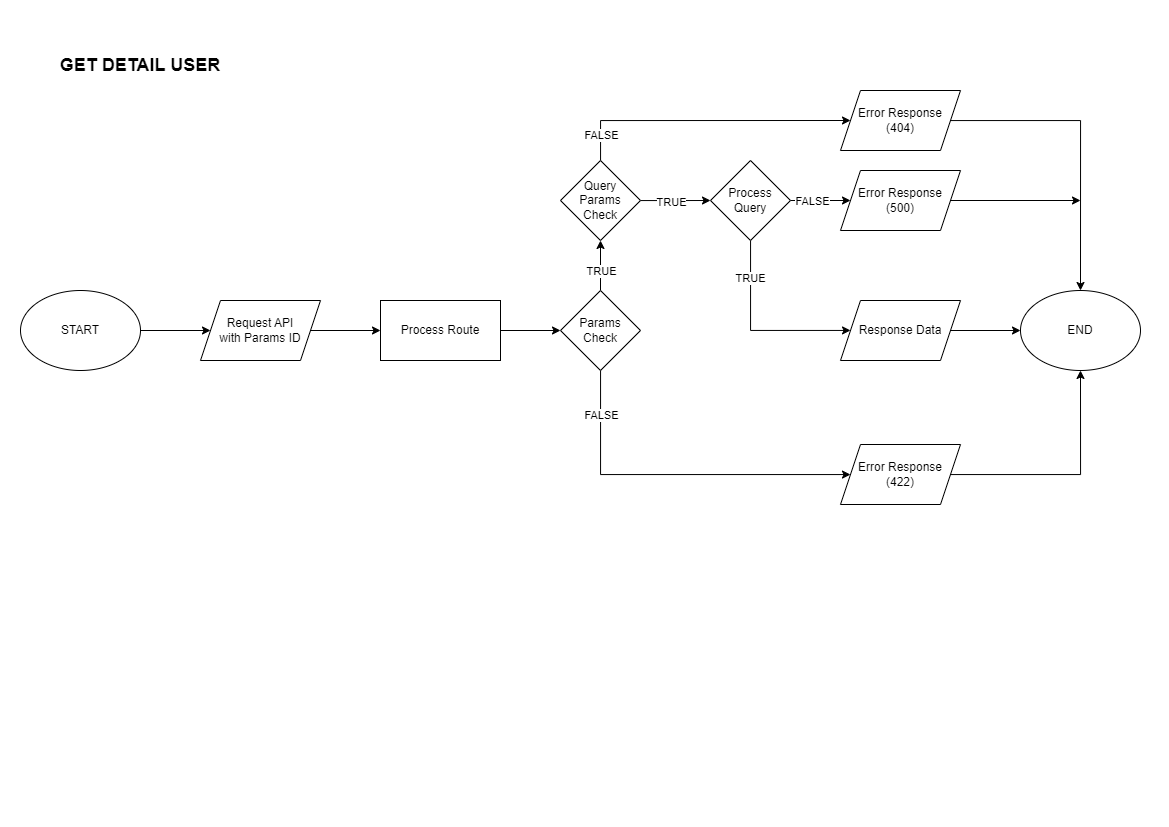 GET DETAIL USER
Error Response
(404)
FALSE
Query
Params
Check
TRUE
Process
Query
FALSE
Error Response
(500)
TRUE
TRUE
START
Request API
with Params ID
Process Route
Params
Check
Response Data
END
FALSE
Error Response
(422)